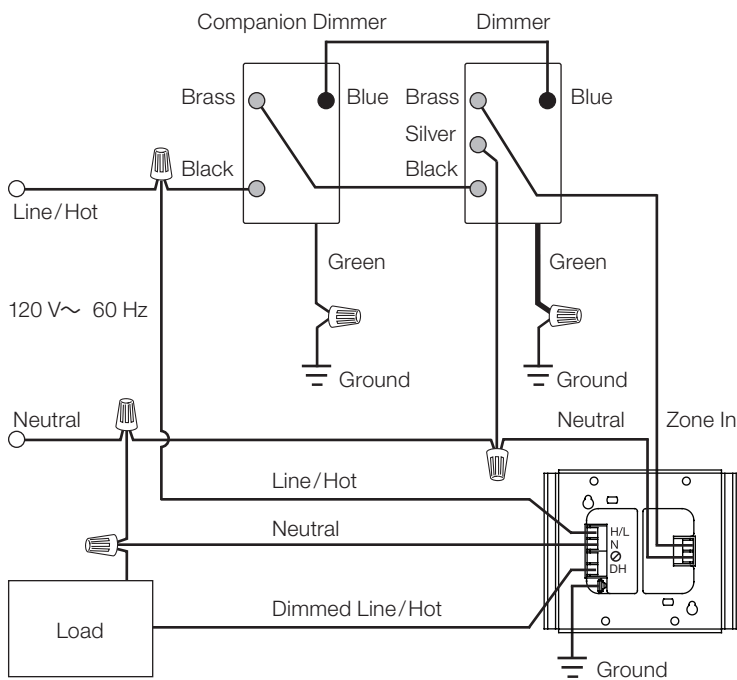 Companion Dimmer
Dimmer
Brass
Blue
Brass
Blue
Silver
Black
Black
Line/Hot
Green
Green
120 V~ 60 Hz
Ground
Ground
Neutral
Neutral
Zone In
Line/Hot
H/L
Neutral
N
DH
Dimmed Line/Hot
Load
Ground